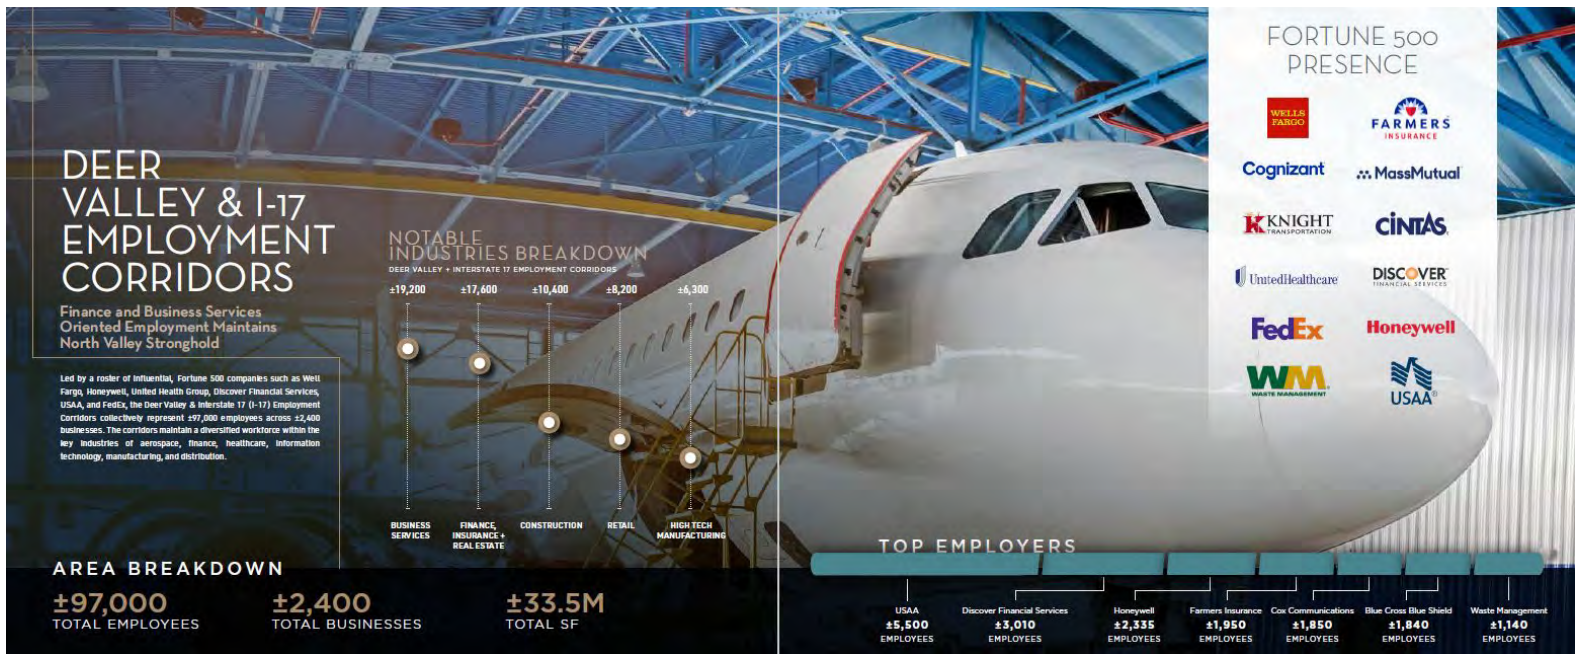 DEER
VALLEY & I-17
EMPLOYMENT
CORRIDORS
Finance and Business Services
Oriented Employment Maintains
North Valley Stronghold
Led by a roster of influential, Fortune 500 companies such as Well
Fargo, Honeywell, United Health Group, Discover Financial Services,
USAA, and FedEx, the Deer Valley & Interstate 17 (I-17) Employment
Corridors collectively represent ±97,000 employees across ±2,400
businesses. The corridors maintain a diversified workforce within the
key industries of aerospace, finance, healthcare, information
technology, manufacturing, and distribution.
NOTABLE
INDUSTRIES BREAKDOWN
DEER VALLEY + INTERSTATE 17 EMPLOYMENT CORRIDORS
±19,200 ±17,600 ±10,400 ±8,200 ±6,300
BUSINESS
SERVICES
FINANCE,
INSURANCE +
REAL ESTATE
CONSTRUCTION
RETAIL
HIGH TECH
MANUFACTURING
AREA BREAKDOWN
±97,000
TOTAL EMPLOYEES
±2,400
TOTAL BUSINESSES
±33.5M
TOTAL SF
FORTUNE 500
PRESENCE
WELLS
FARGO
FARMERS
INSURANCE
Cognizant
MassMutual
KNIGHT
TRANSPORTATION
CINTAS
UnitedHealthcare
DISCOVER
FINANCIAL SERVICES
FedEx
Honeywell
WM
WASTE MANAGEMENT
USAA®
TOP EMPLOYERS
USAA
±5,500
EMPLOYEES
Discover Financial Services
±3,010
EMPLOYEES
Honeywell
±2,335
EMPLOYEES
Farmers Insurance
±1,950
EMPLOYEES
Cox Communications
±1,850
EMPLOYEES
Blue Cross Blue Shield
±1,840
EMPLOYEES
Waste Management
±1,140
EMPLOYEES